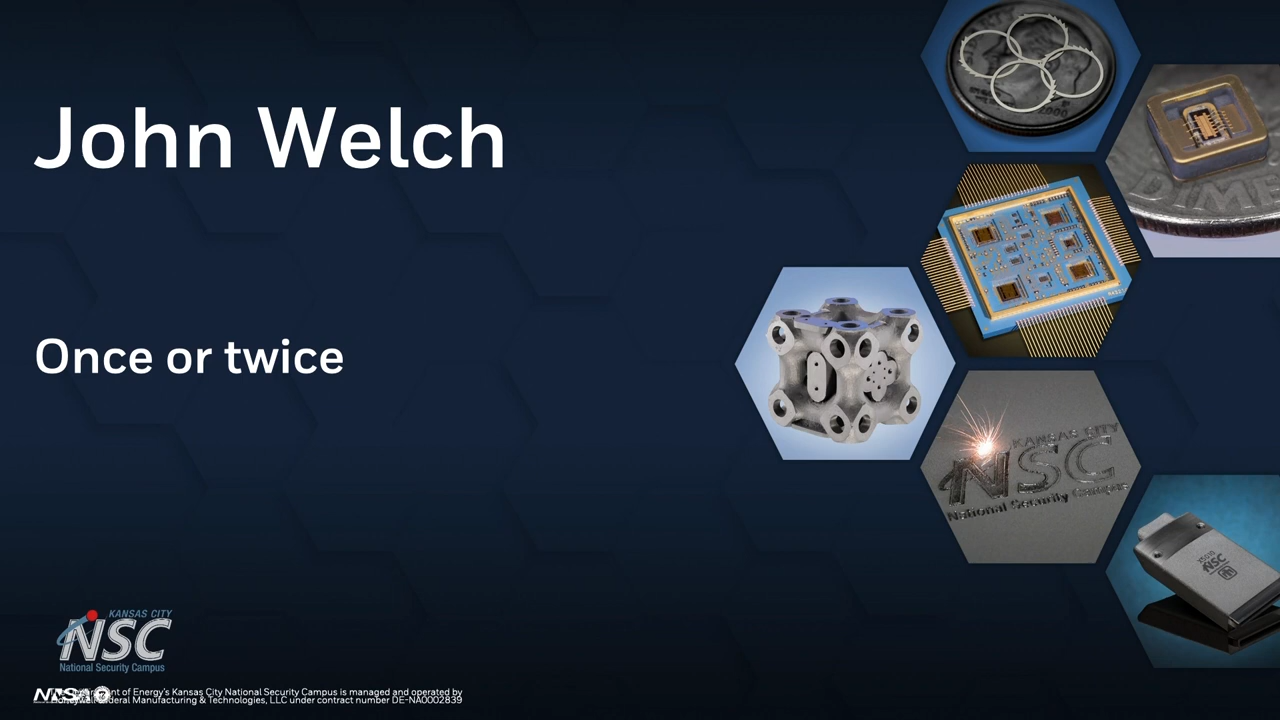 John Welch
Once or twice
KANSAS CITY
NSC
National Security Campus
KANSAS CITY
NSC
National Security Campus
DIME
2000
P
NSC
of Energy's Kansas City National Security Campus is managed and operated by
Federal Manufacturing & Technologies, LLC under contract number DE-NA0002839